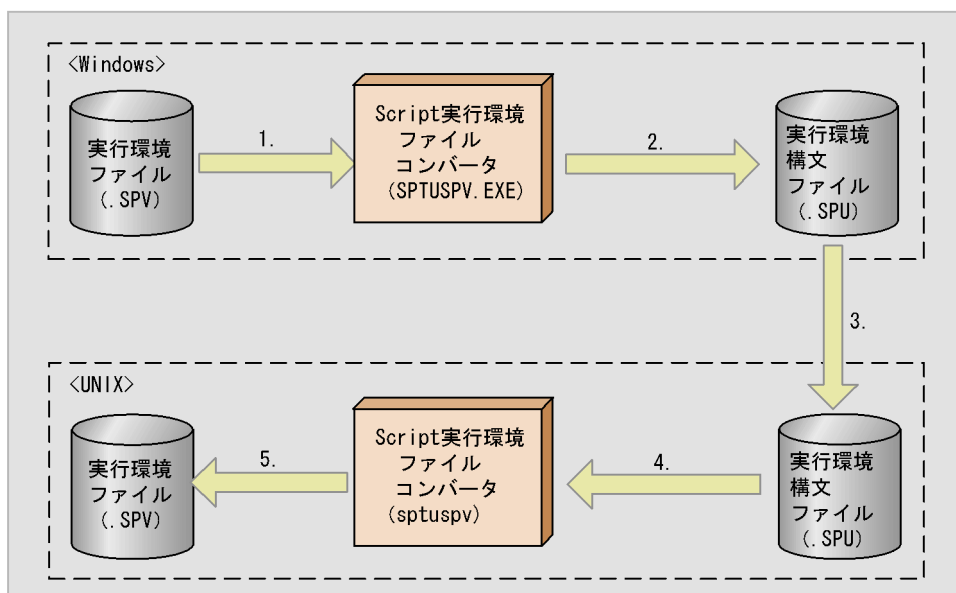 <Windows>
実行環境
ファイル
(.SPV)
1.
Script実行環境
ファイル
コンバータ
(SPTUSPV.EXE)
2.
実行環境
構文
ファイル
(.SPU)
3.
<UNIX>
実行環境
ファイル
(.SPV)
5.
Script実行環境
ファイル
コンバータ
(sptuspv)
4.
実行環境
構文
ファイル
(.SPU)